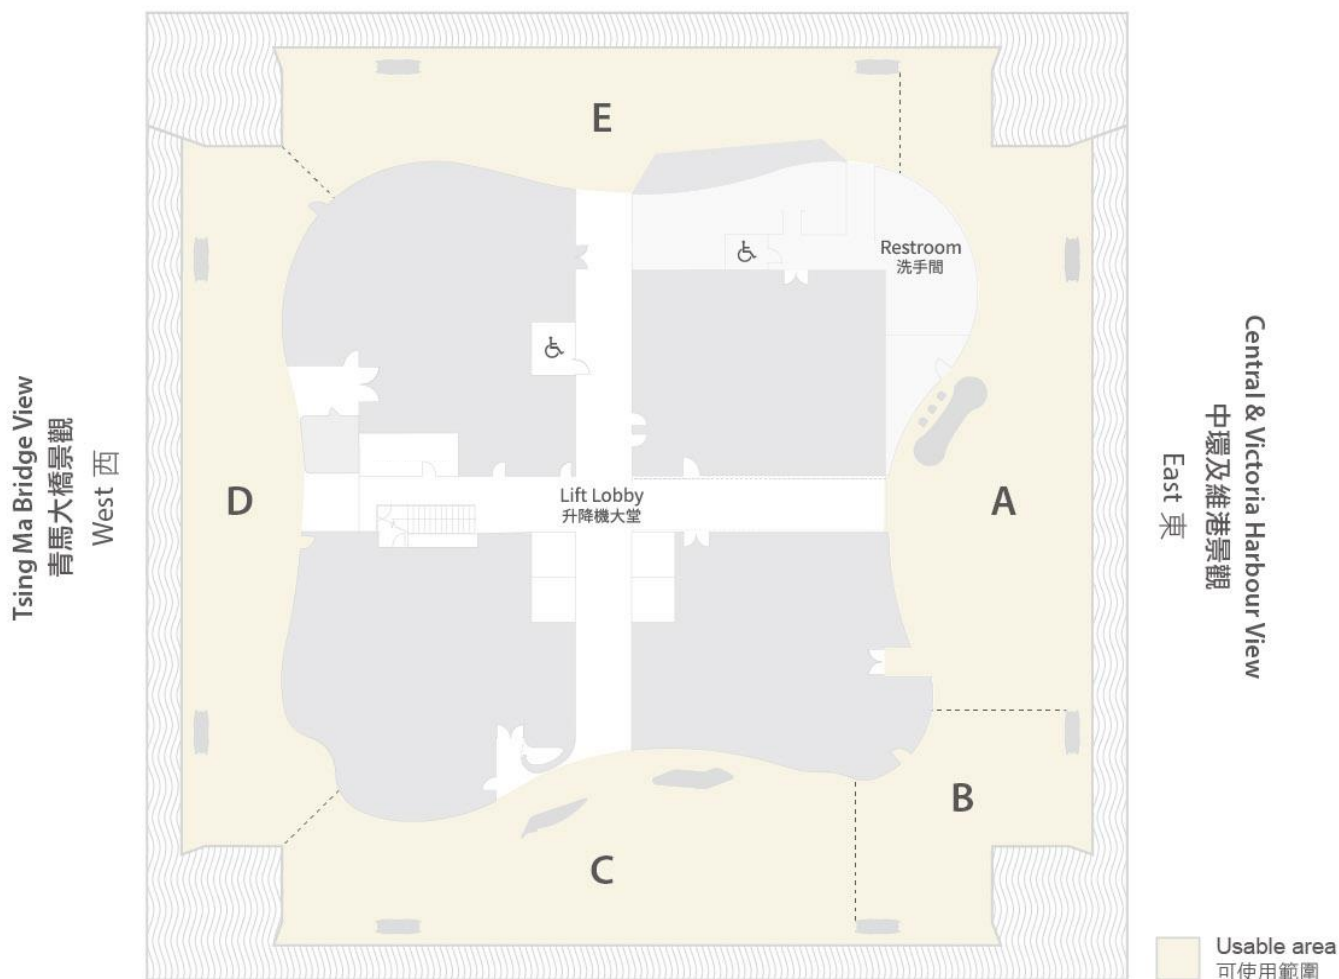 E
Restroom
洗手間
Tsing Ma Bridge View
青馬大橋景觀
West 西
D
Lift Lobby
升降機大堂
A
Central & Victoria Harbour View
中環及維港景觀
East 東
B
C
Usable area
可使用範圍